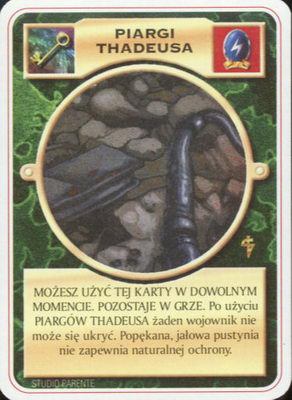 PIARGI
THADEUSA
MOŻESZ UŻYĆ TEJ KARTY W DOWOLNYM
MOMENCIE. POZOSTAJE W GRZE. Po użyciu
PIARGÓW THADEUSA żaden wojownik nie
może się ukryć. Popękana, jałowa pustynia
nie zapewnia naturalnej ochrony.
STUDIO PARENTE